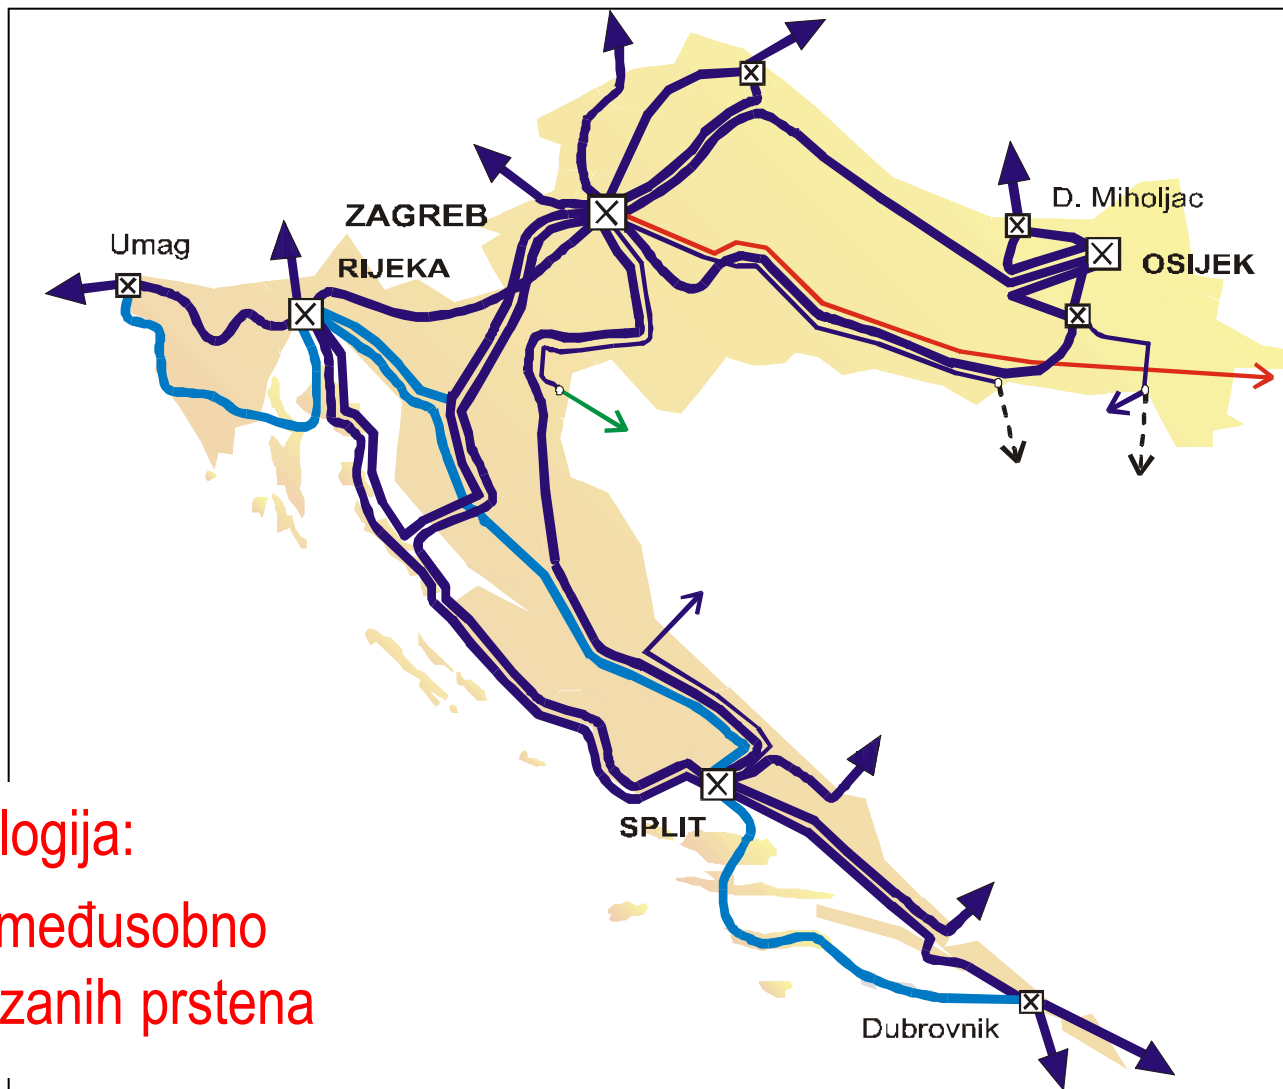 D. Miholjac
ZAGREB
Umag
OSIJEK
RIJEKA
SPLIT
logija:
međusobno
zanih prstena
Dubrovnik